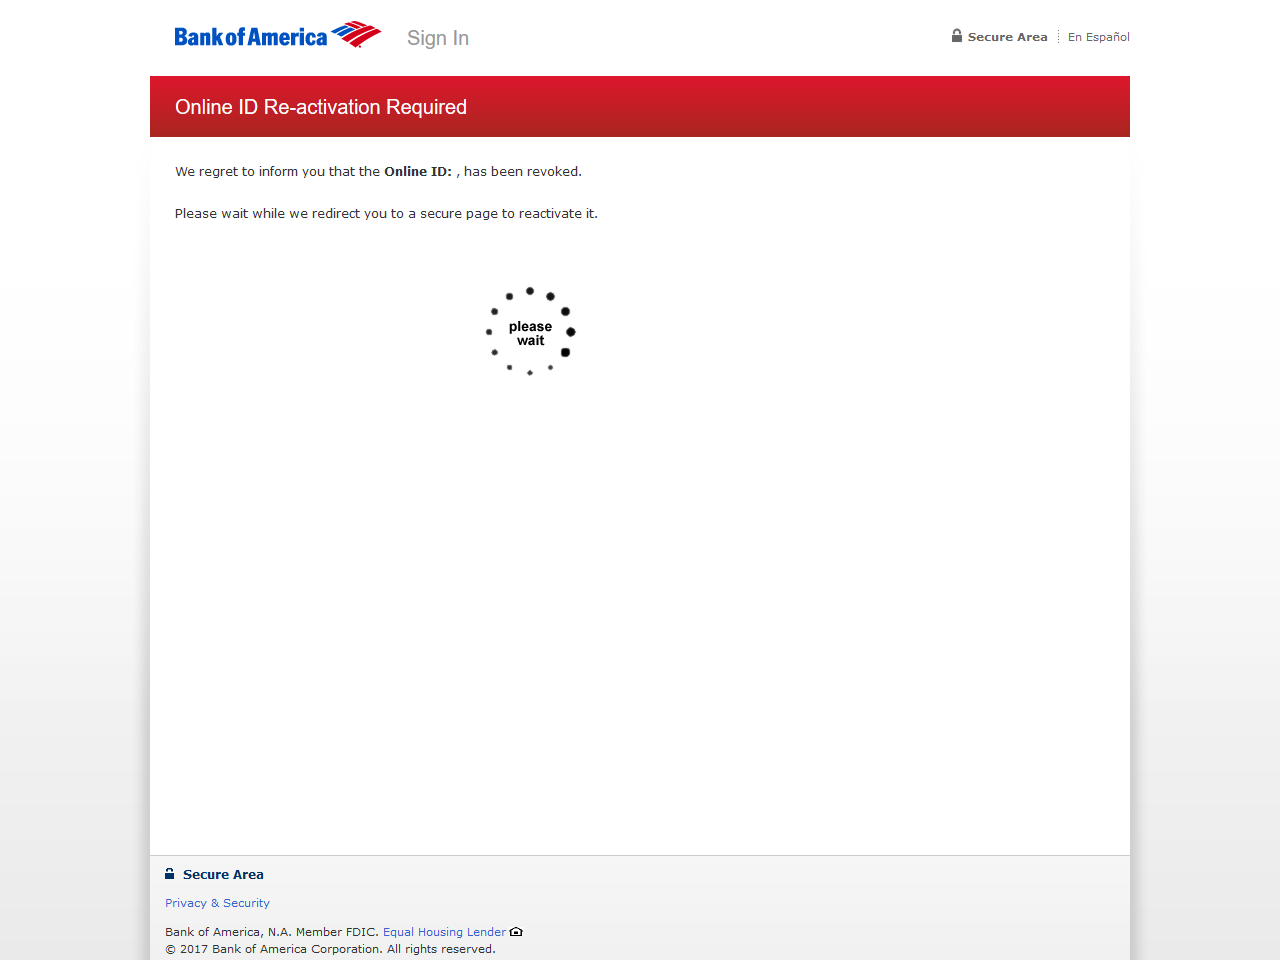 Bank of America Sign In
Secure Area En Español
Online ID Re-activation Required
We regret to inform you that the Online ID: , has been revoked.
Please wait while we redirect you to a secure page to reactivate it.
please
wait
Secure Area
Privacy & Security
Bank of America, N.A. Member FDIC. Equal Housing Lender
© 2017 Bank of America Corporation. All rights reserved.